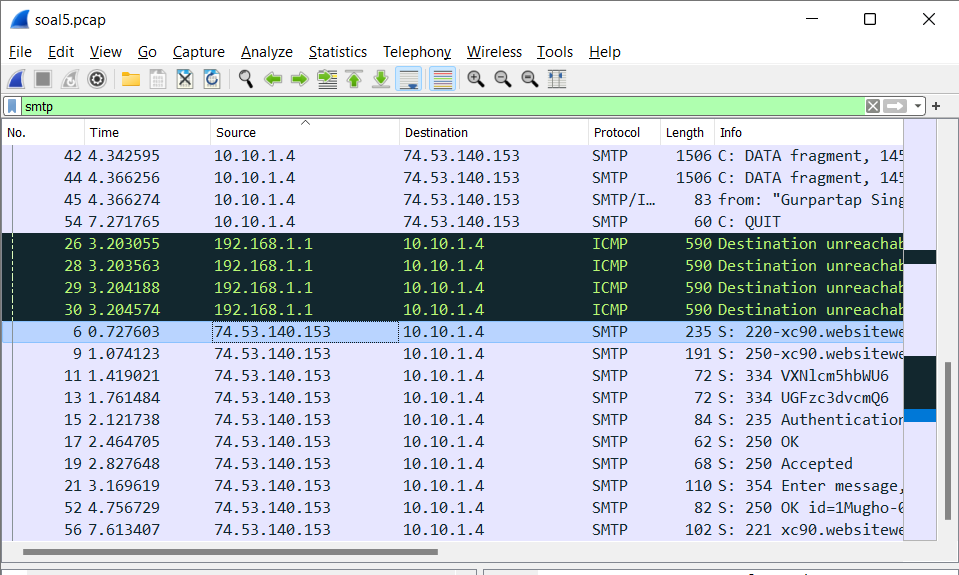 soal5.pcap
File Edit View Go Capture Analyze Statistics Telephony Wireless Tools Help
smtp
No. Time Source Destination Protocol Length Info
42 4.342595 10.10.1.4 74.53.140.153 SMTP 1506 C: DATA fragment, 145
44 4.366256 10.10.1.4 74.53.140.153 SMTP 1506 C: DATA fragment, 145
45 4.366274 10.10.1.4 74.53.140.153 SMTP/I… 83 from: "Gurpartap Sing
54 7.271765 10.10.1.4 74.53.140.153 SMTP 60 C: QUIT
26 3.203055 192.168.1.1 10.10.1.4 ICMP 590 Destination unreachab
28 3.203563 192.168.1.1 10.10.1.4 ICMP 590 Destination unreachab
29 3.204188 192.168.1.1 10.10.1.4 ICMP 590 Destination unreachab
30 3.204574 192.168.1.1 10.10.1.4 ICMP 590 Destination unreachab
6 0.727603 74.53.140.153 10.10.1.4 SMTP 235 S: 220-xc90.websitewe
9 1.074123 74.53.140.153 10.10.1.4 SMTP 191 S: 250-xc90.websitewe
11 1.419021 74.53.140.153 10.10.1.4 SMTP 72 S: 334 VXNlcm5hbWU6
13 1.761484 74.53.140.153 10.10.1.4 SMTP 72 S: 334 UGFzc3dvcmQ6
15 2.121738 74.53.140.153 10.10.1.4 SMTP 84 S: 235 Authentication
17 2.464705 74.53.140.153 10.10.1.4 SMTP 62 S: 250 OK
19 2.827648 74.53.140.153 10.10.1.4 SMTP 68 S: 250 Accepted
21 3.169619 74.53.140.153 10.10.1.4 SMTP 110 S: 354 Enter message,
52 4.756729 74.53.140.153 10.10.1.4 SMTP 82 S: 250 OK id=1Mugho-0
56 7.613407 74.53.140.153 10.10.1.4 SMTP 102 S: 221 xc90.websitewe